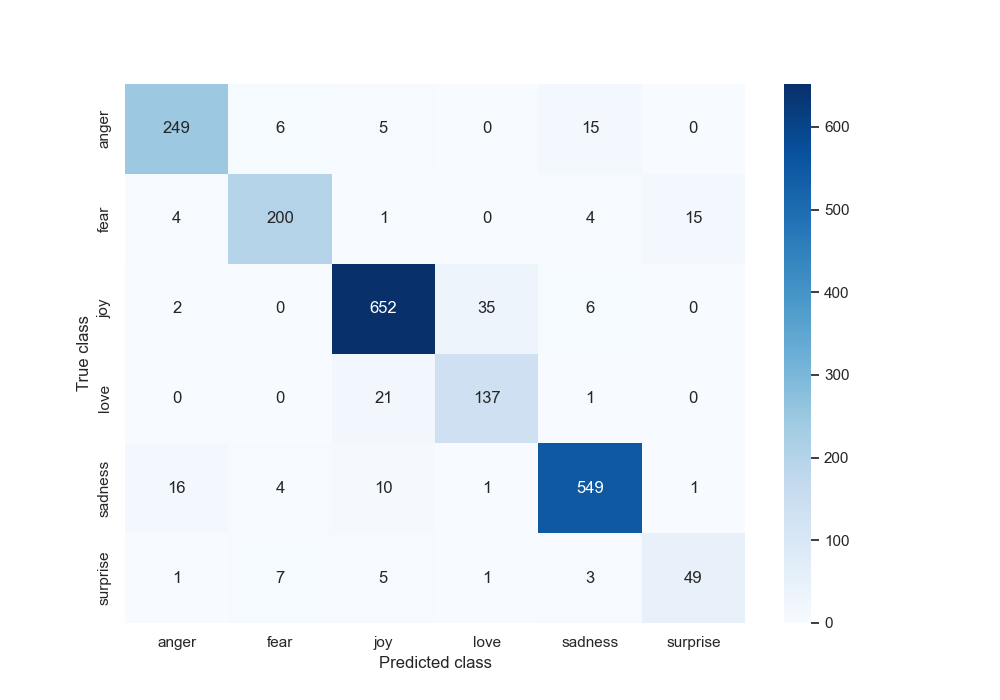 anger 249 6 5 0 15 0
fear 4 200 1 0 4 15
joy 2 0 652 35 6 0
love 0 0 21 137 1 0
sadness 16 4 10 1 549 1
surprise 1 7 5 1 3 49
anger fear joy love sadness surprise
Predicted class
True class
600
500
400
300
200
100
0